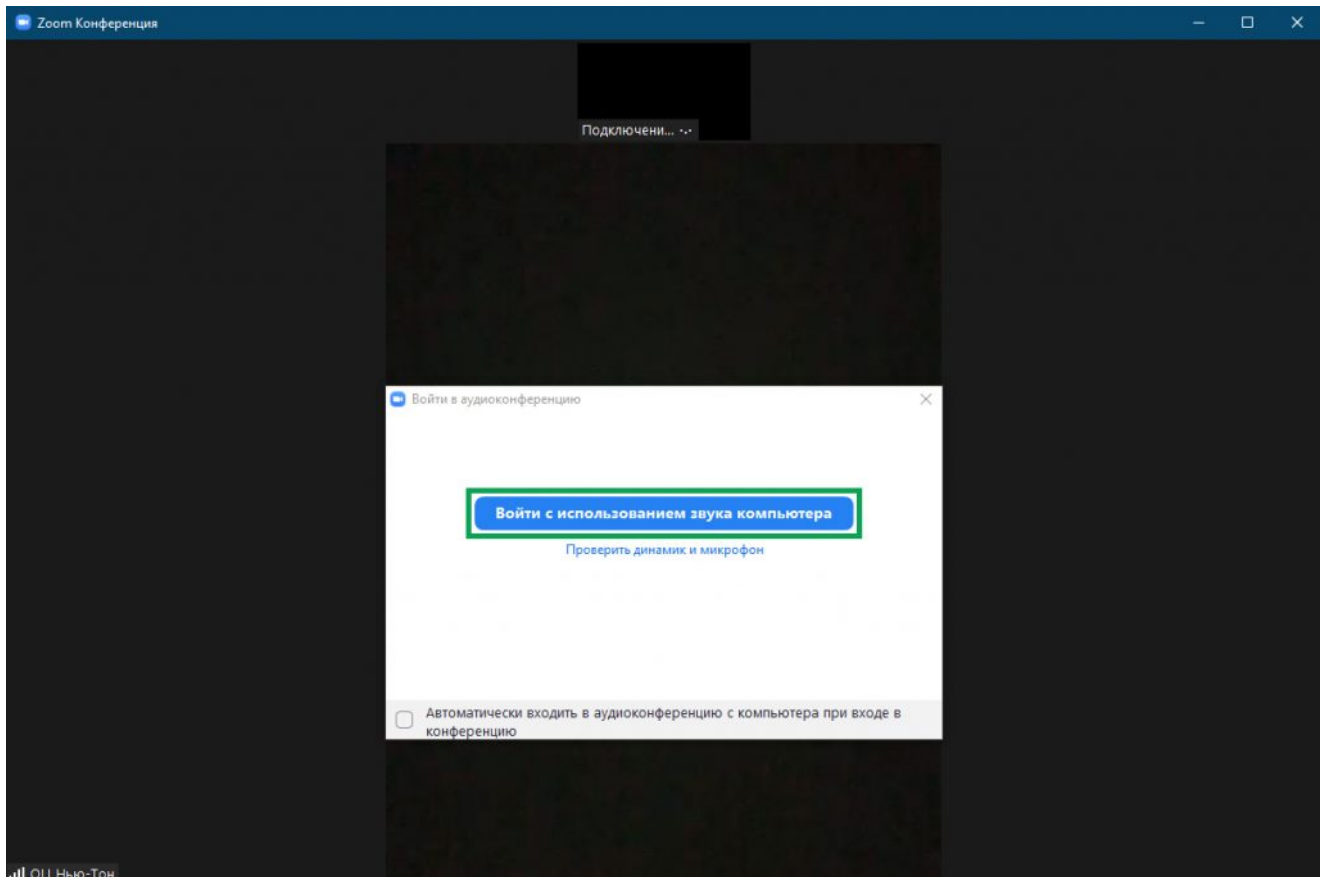 Zoom Конференция
Подключени...
Войти в аудиоконференцию
Войти с использованием звука компьютера
Проверить динамик и микрофон
Автоматически входить в аудиоконференцию с компьютера при входе в
конференцию
ОЦ Нью-Тон